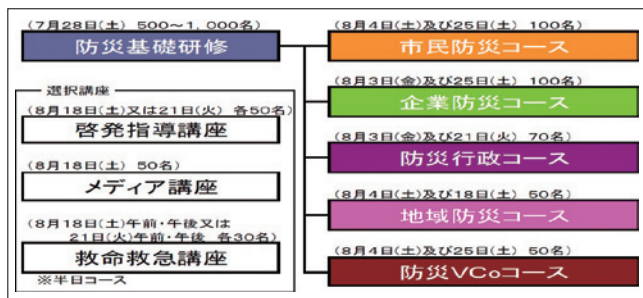 (7月28日(土) 500~1,000名)
防災基礎研修
選択講座
(8月18日(土)又は21日(火) 各50名)
啓発指導講座
(8月18日(土) 50名)
メディア講座
(8月18日(土)午前・午後又は
21日(火)午前・午後 各30名)
救命救急講座
※半日コース
(8月4日(土)及び25日(土) 100名)
市民防災コース
(8月3日(金)及び25日(土) 100名)
企業防災コース
(8月3日(金)及び21日(火) 70名)
防災行政コース
(8月4日(土)及び18日(土) 50名)
地域防災コース
(8月4日(土)及び25日(土) 50名)
防災VCoコース